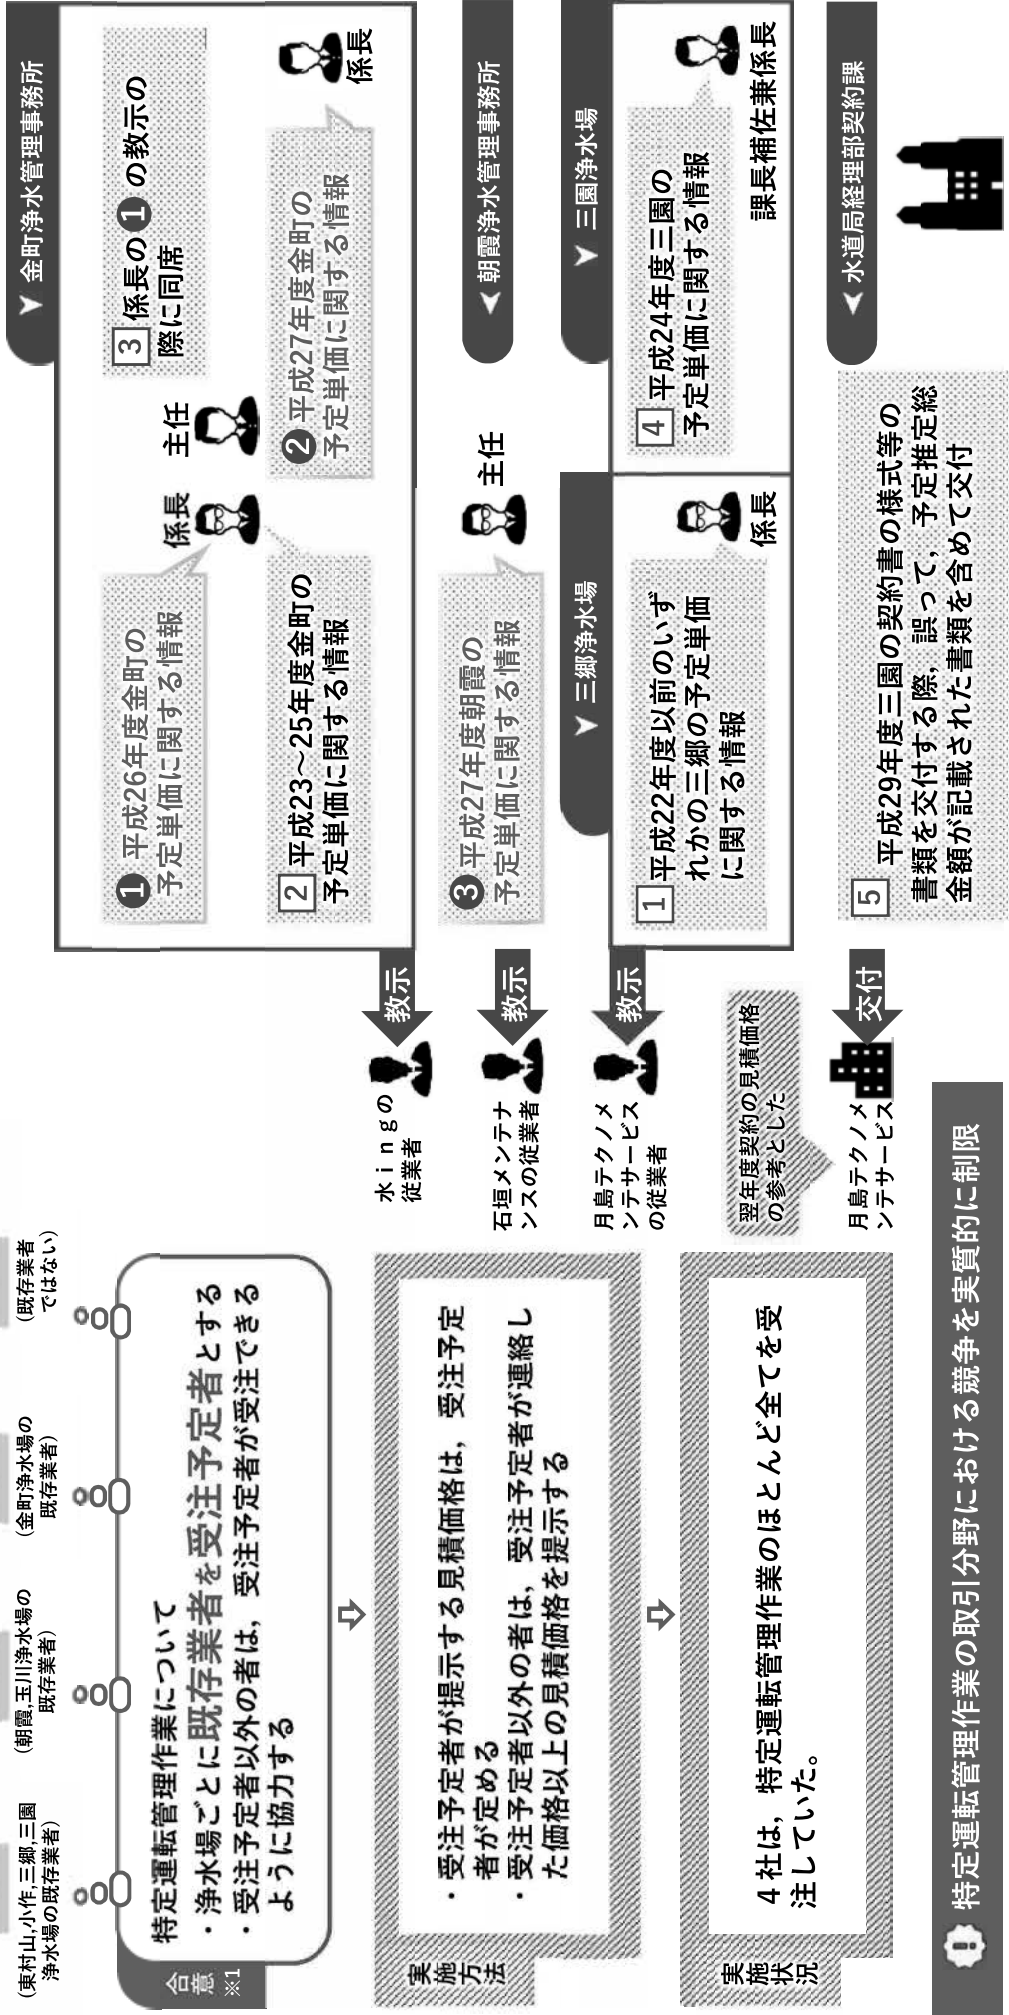 (東村山,小作,三郷,三園
浄水場の既存業者)
(朝霞,玉川浄水場の
既存業者)
(金町浄水場の
既存業者)
(既存業者
ではない)
合意
※1
特定運転管理作業について
・浄水場ごとに既存業者を受注予定者とする
・受注予定者以外の者は，受注予定者が受注できる
ように協力する
実施
方法
・受注予定者が提示する見積価格は，受注予定
者が定める
・受注予定者以外の者は，受注予定者が連絡し
た価格以上の見積価格を提示する
実施
状況
４社は，特定運転管理作業のほとんど全てを受
注していた。
特定運転管理作業の取引分野における競争を実質的に制限
水ｉｎｇの
従業者
教示
石垣メンテナ
ンスの従業者
教示
月島テクノメ
ンテサービス
の従業者
教示
翌年度契約の見積価格
の参考とした
月島テクノメ
ンテサービス
交付
金町浄水管理事務所
❶平成26年度金町の
予定単価に関する情報
係長
2 平成23～25年度金町の
予定単価に関する情報
主任
3 係長の❶の教示の
際に同席
❷平成27年度金町の
予定単価に関する情報
係長
朝霞浄水管理事務所
❸平成27年度朝霞の
予定単価に関する情報
主任
三郷浄水場
1 平成22年度以前のいず
れかの三郷の予定単価
に関する情報
係長
三園浄水場
4 平成24年度三園の
予定単価に関する情報
課長補佐兼係長
水道局経理部契約課
5 平成29年度三園の契約書の様式等の
書類を交付する際，誤って，予定推定総
金額が記載された書類を含めて交付